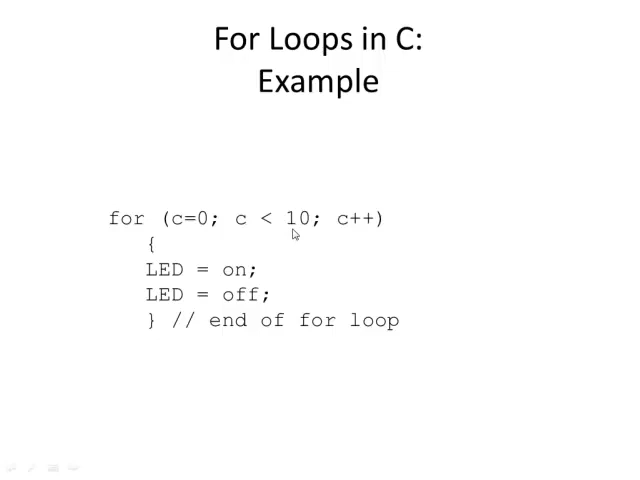 For Loops in C:
Example
for (c=0; c < 10; c++)
{
LED = on;
LED = off;
} // end of for loop